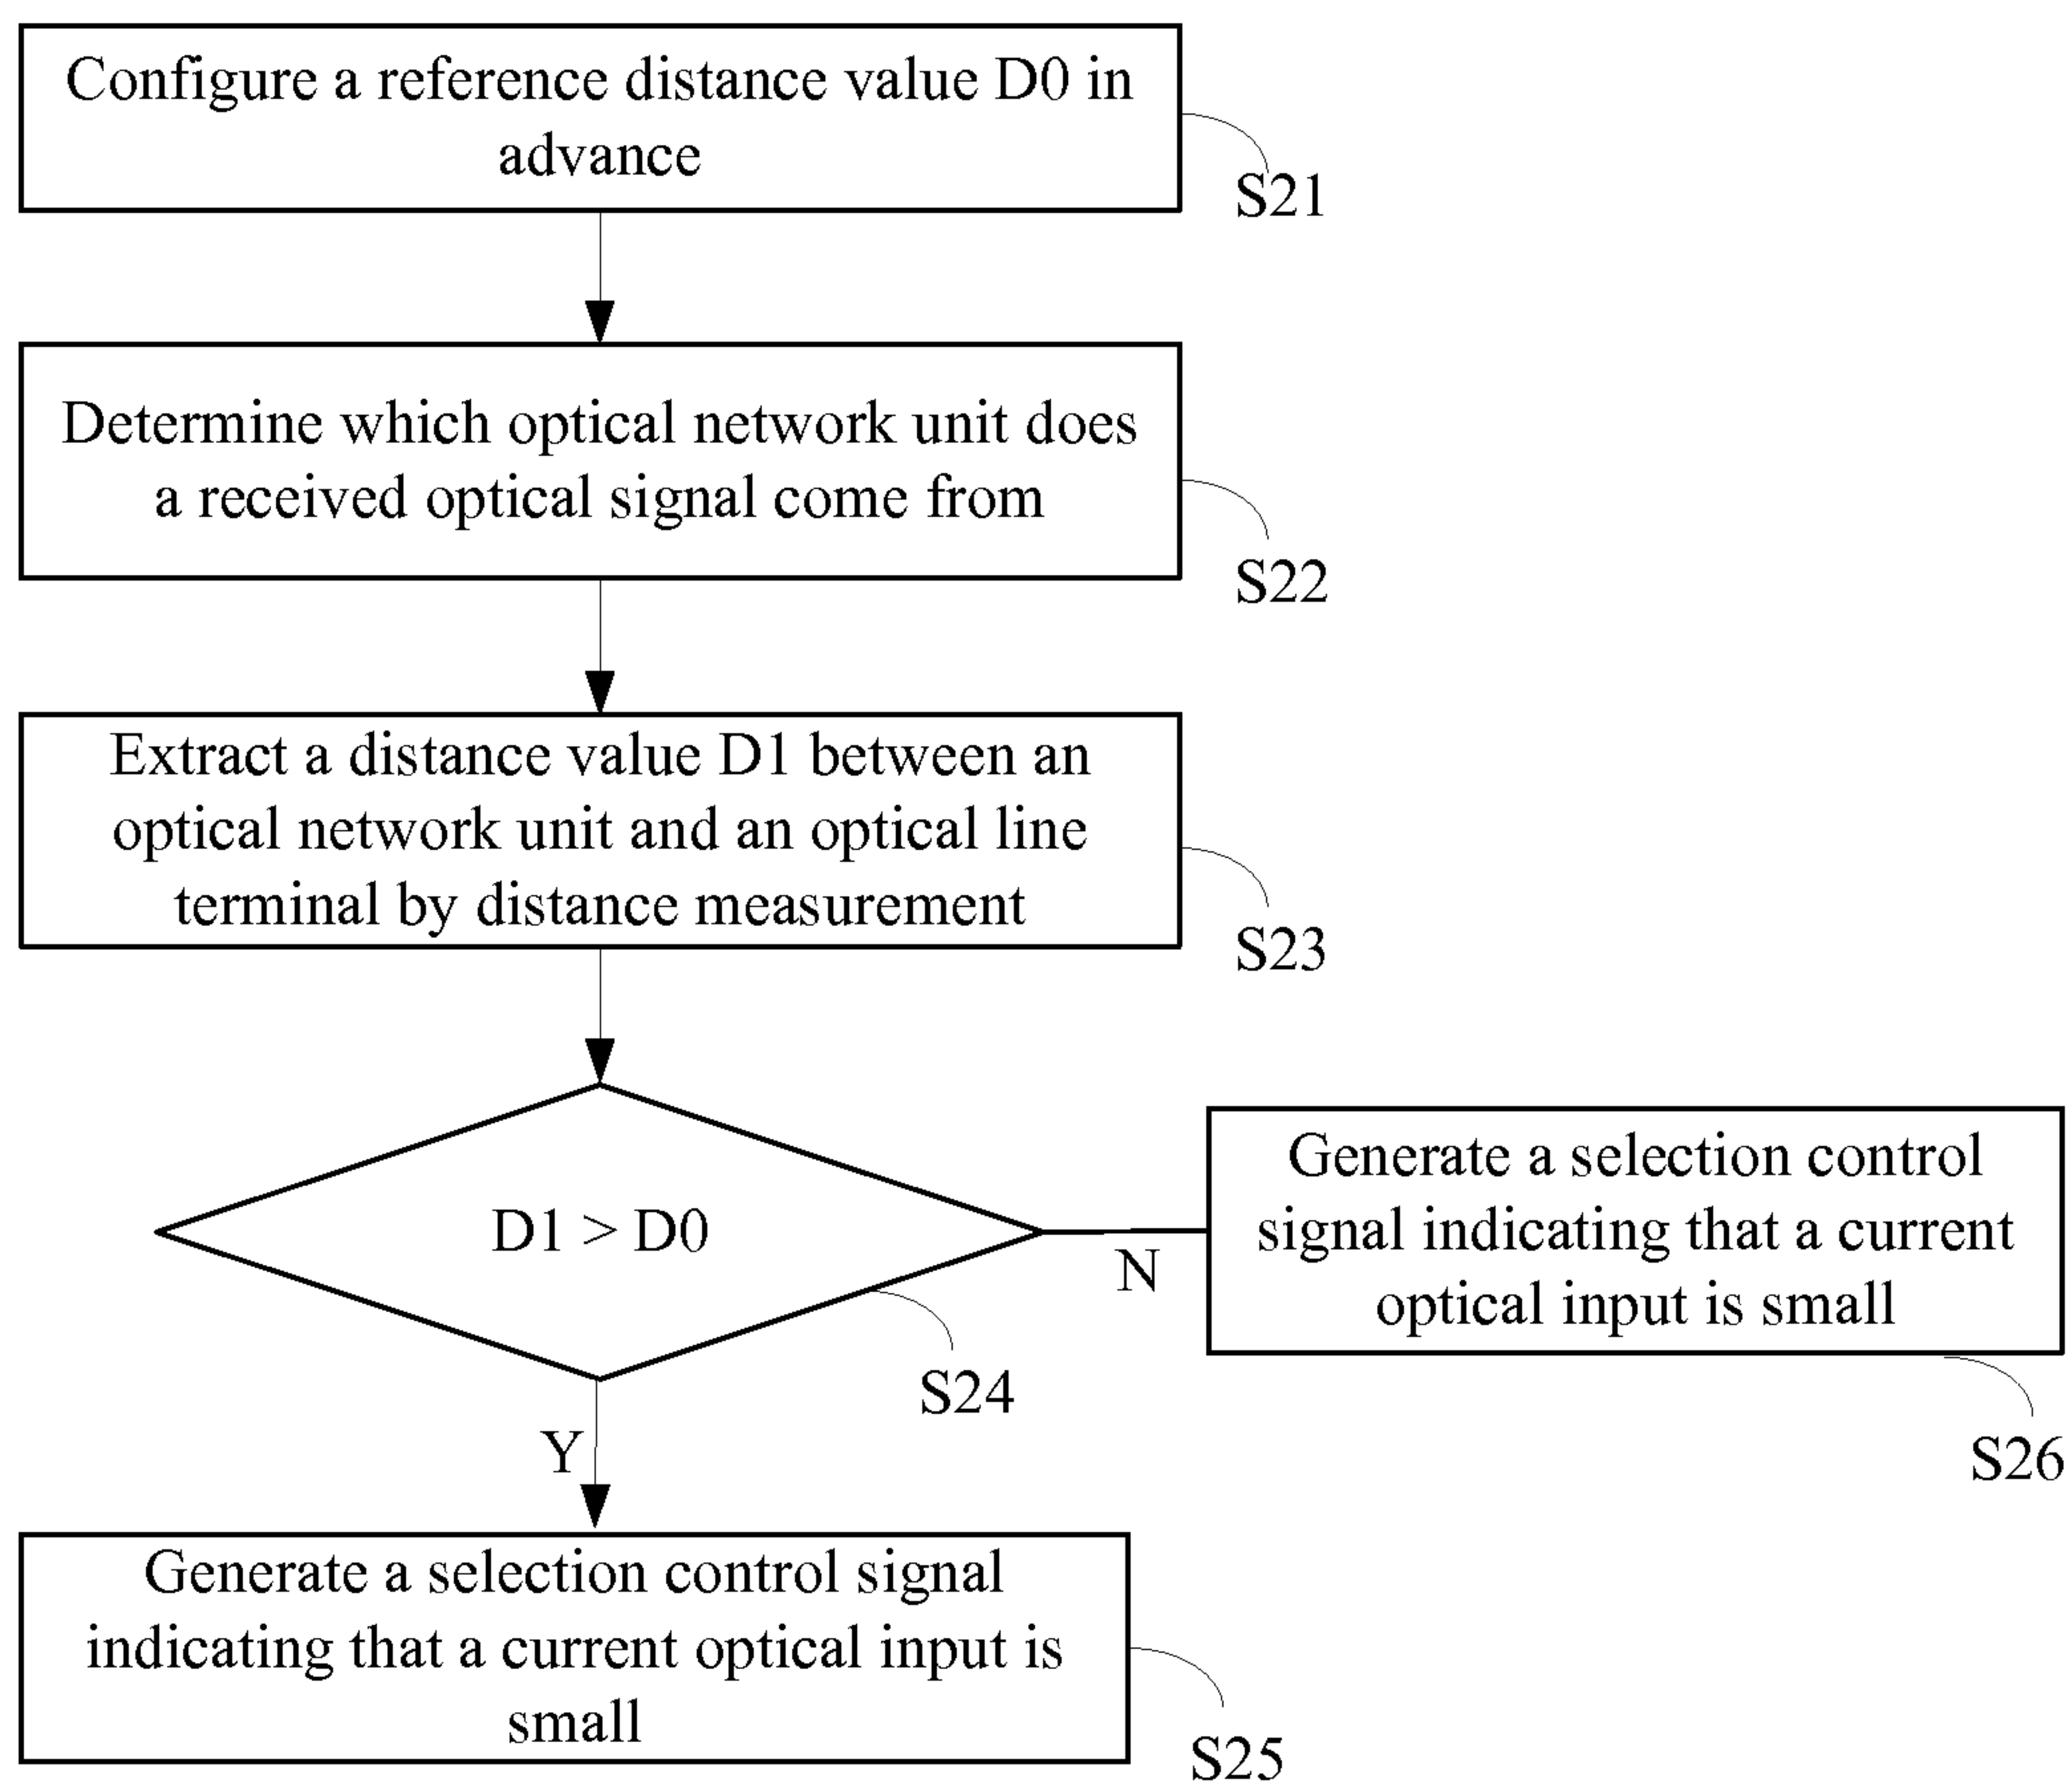 Configure a reference distance value D0 in
advance
S21
Determine which optical network unit does
a received optical signal come from
S22
Extract a distance value D1 between an
optical network unit and an optical line
terminal by distance measurement
S23
D1 > D0
S24
N
Generate a selection control
signal indicating that a current
optical input is small
S26
Y
Generate a selection control signal
indicating that a current optical input is
small
S25